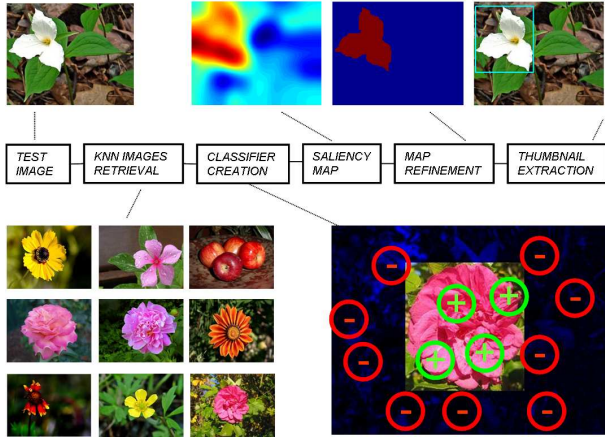 TEST
IMAGE
KNN IMAGES
RETRIEVAL
CLASSIFIER
CREATION
SALIENCY
MAP
MAP
REFINEMENT
THUMBNAIL
EXTRACTION